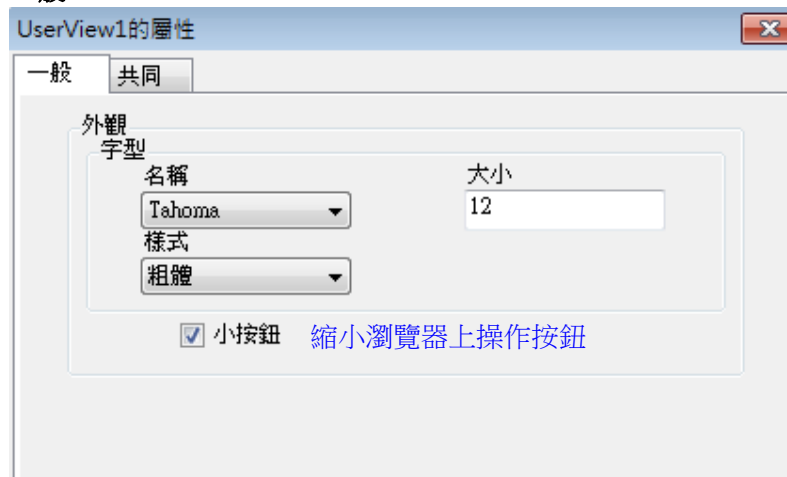 UserView1的屬性
一般 共同
外觀
字型
名稱 大小
Tahoma 12
樣式
粗體
小按鈕 縮小瀏覽器上操作按鈕